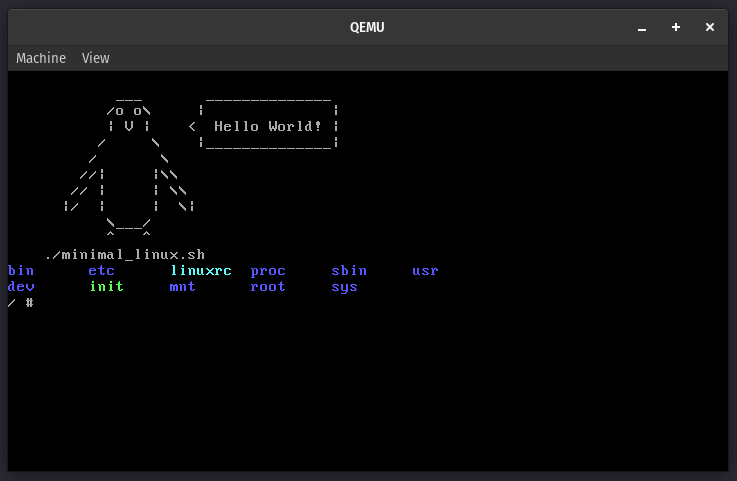 QEMU
Machine View
o o
V < Hello World!
./minimal_linux.sh
bin etc linuxrc proc sbin usr
dev init mnt root sys
/ #